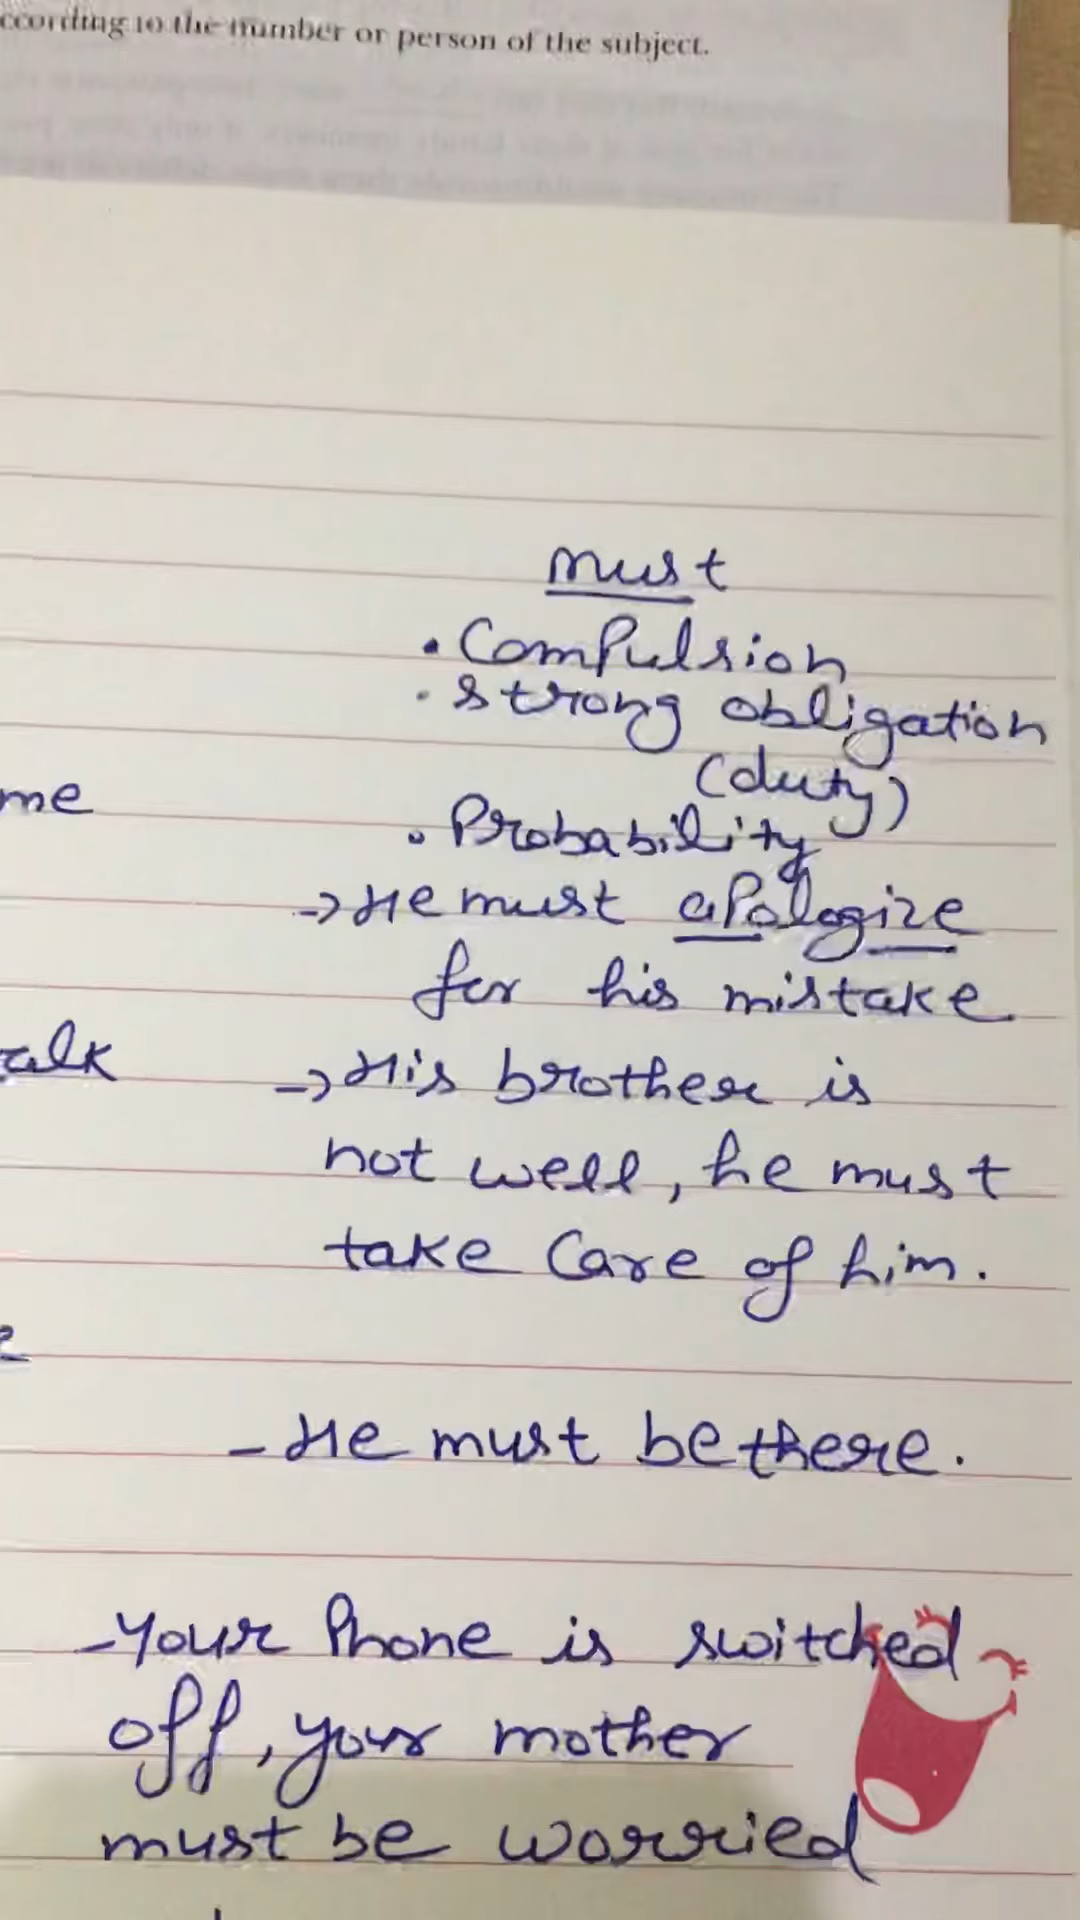 ccording to the number or person of the subject.
must
• Compulsion
• strong obligation
(duty)
me
• Probability
→ He must apologize
for his mistake
talk
→ His brother is
not well, he must
take Care of him.
- He must be there.
- Your Phone is switched
off, your mother
must be worried